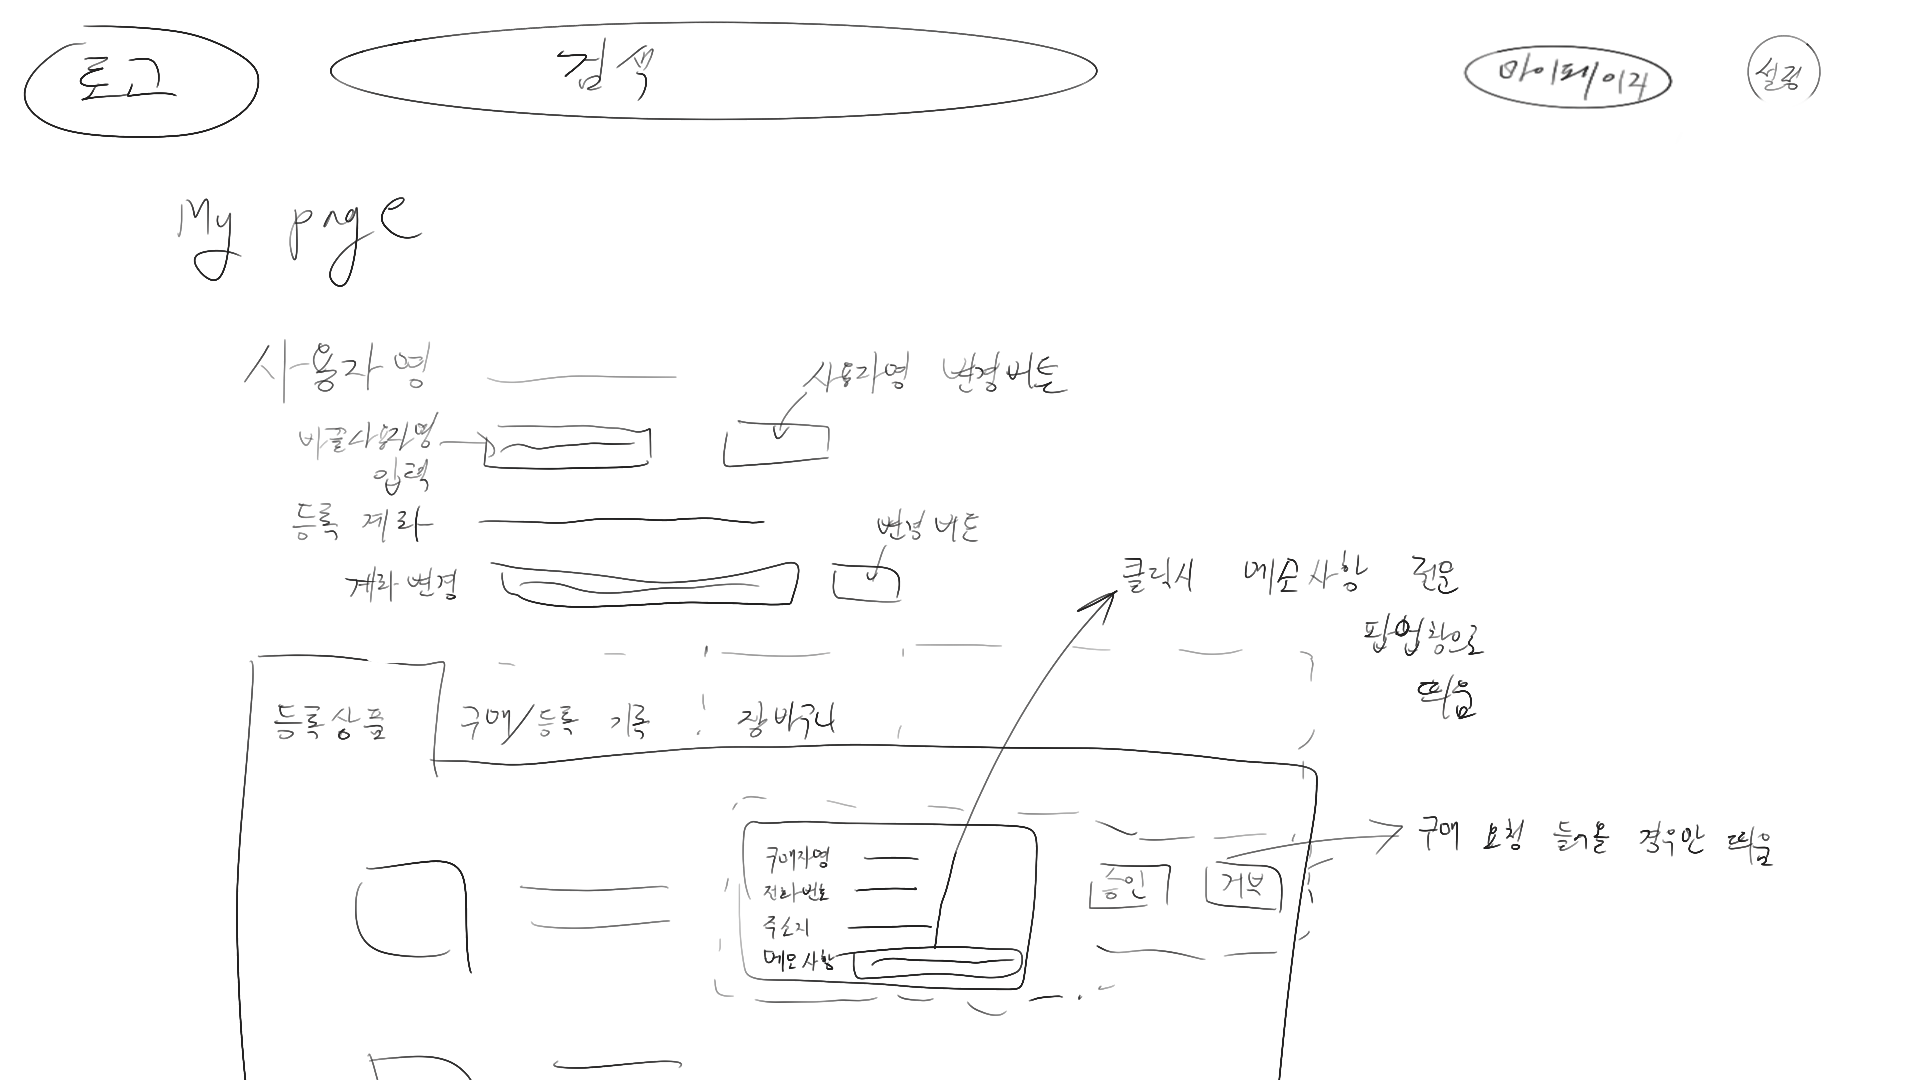 로고
검색
마이페이지
설정
My page
사용자명
사용자명 변경버튼
바꿀사용자명
입력
등록 계좌
변경 버튼
계좌변경
클릭시 메모사항 전문
팝업창으로
띄움
등록상품
구매/등록 기록
장바구니
구매자명
전화번호
주소지
메모사항
승인
거부
구매 요청 들어올 경우만 띄움